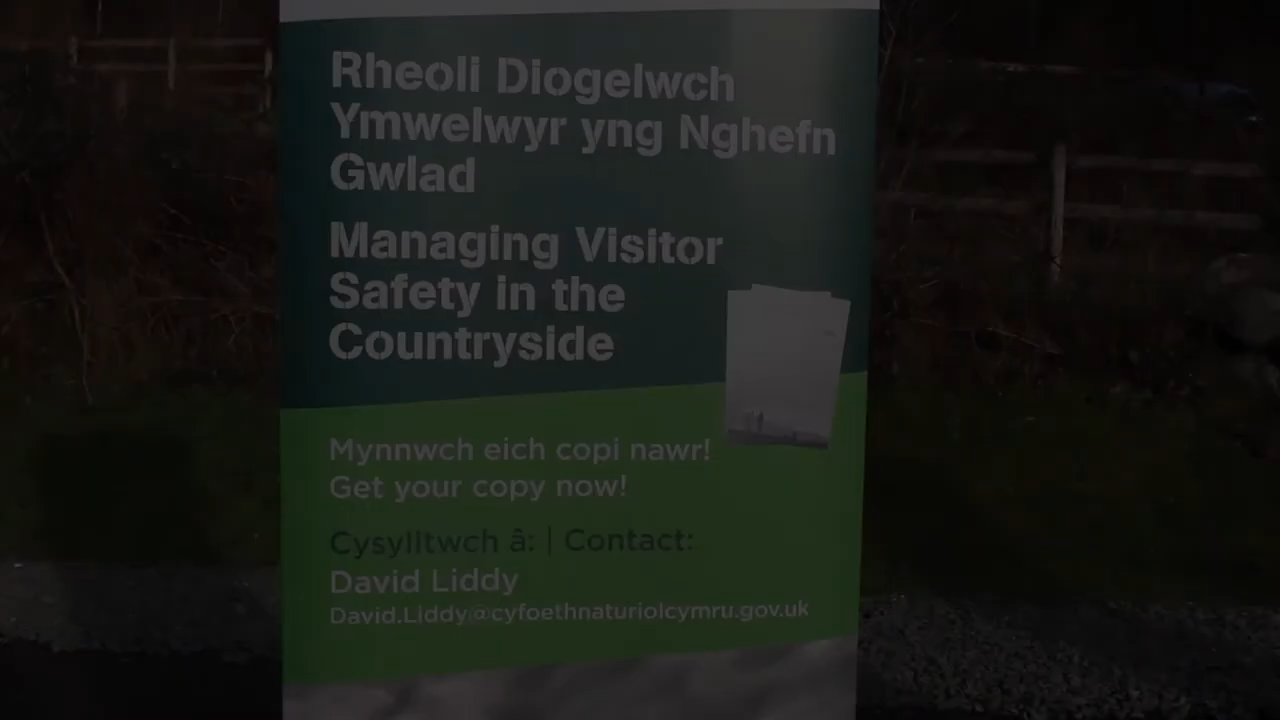 Rheoli Diogelwch
Ymwelwyr yng Nghefn
Gwlad
Managing Visitor
Safety in the
Countryside
Mynnwch eich copi nawr!
Get your copy now!
Cysylltwch â: | Contact:
David Liddy
David.Liddy@cyfoethnaturiolcymru.gov.uk